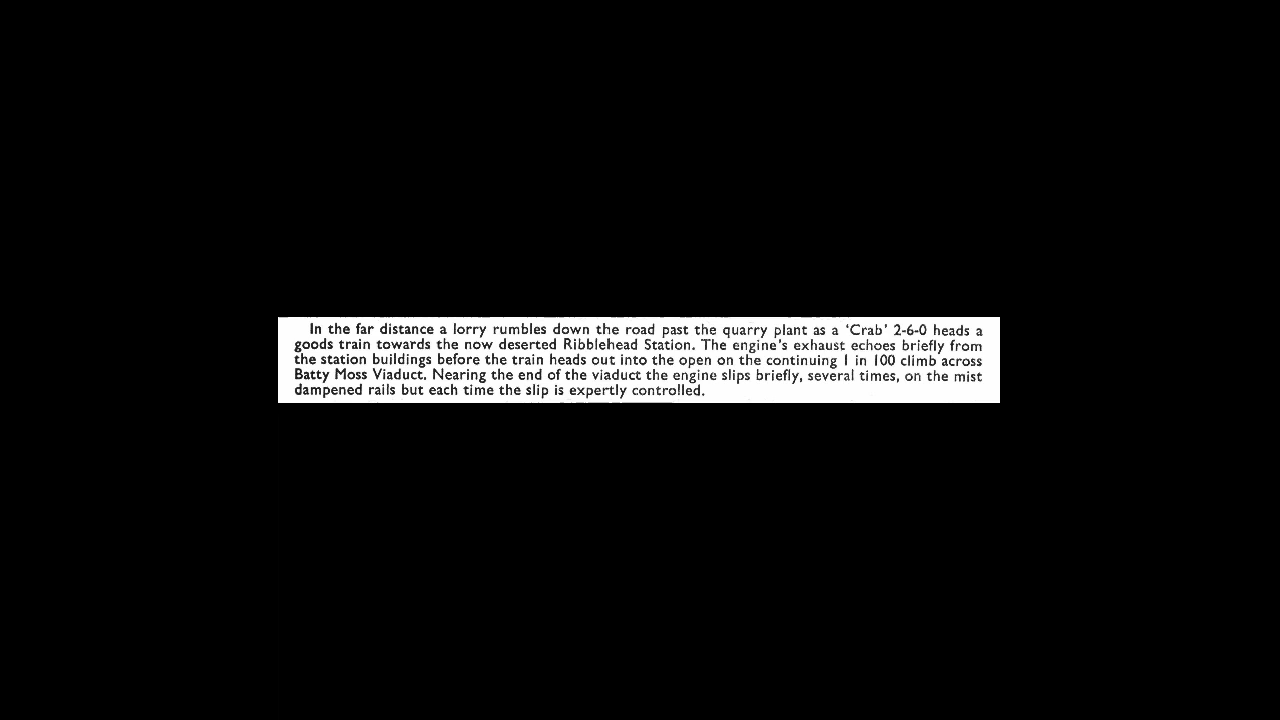 In the far distance a lorry rumbles down the road past the quarry plant as a ‘Crab’ 2-6-0 heads a
goods train towards the now deserted Ribblehead Station. The engine's exhaust echoes briefly from
the station buildings before the train heads out into the open on the continuing 1 in 100 climb across
Batty Moss Viaduct. Nearing the end of the viaduct the engine slips briefly, several times, on the mist
dampened rails but each time the slip is expertly controlled.